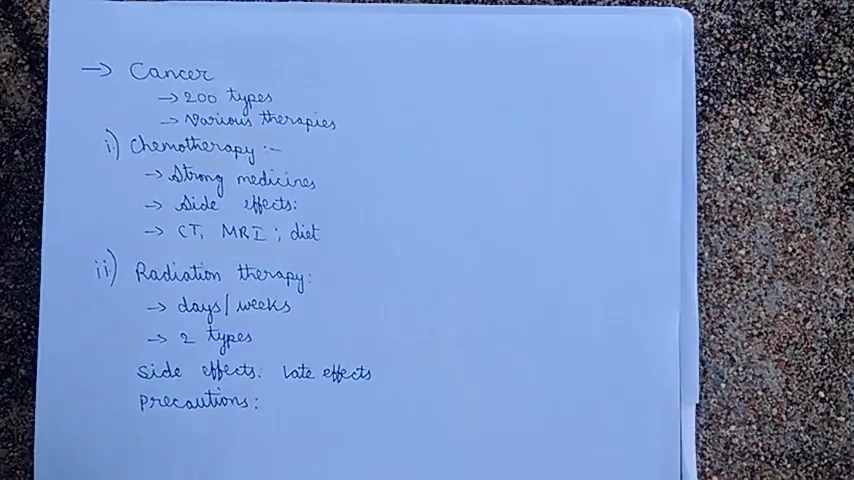 → Cancer
→ 200 types
→ Various therapies
i) Chemotherapy :-
→ Strong medicines
→ Side effects:
→ CT, MRI ; diet
ii) Radiation therapy:
→ days/weeks
→ 2 types
Side effects: late effects
Precautions: